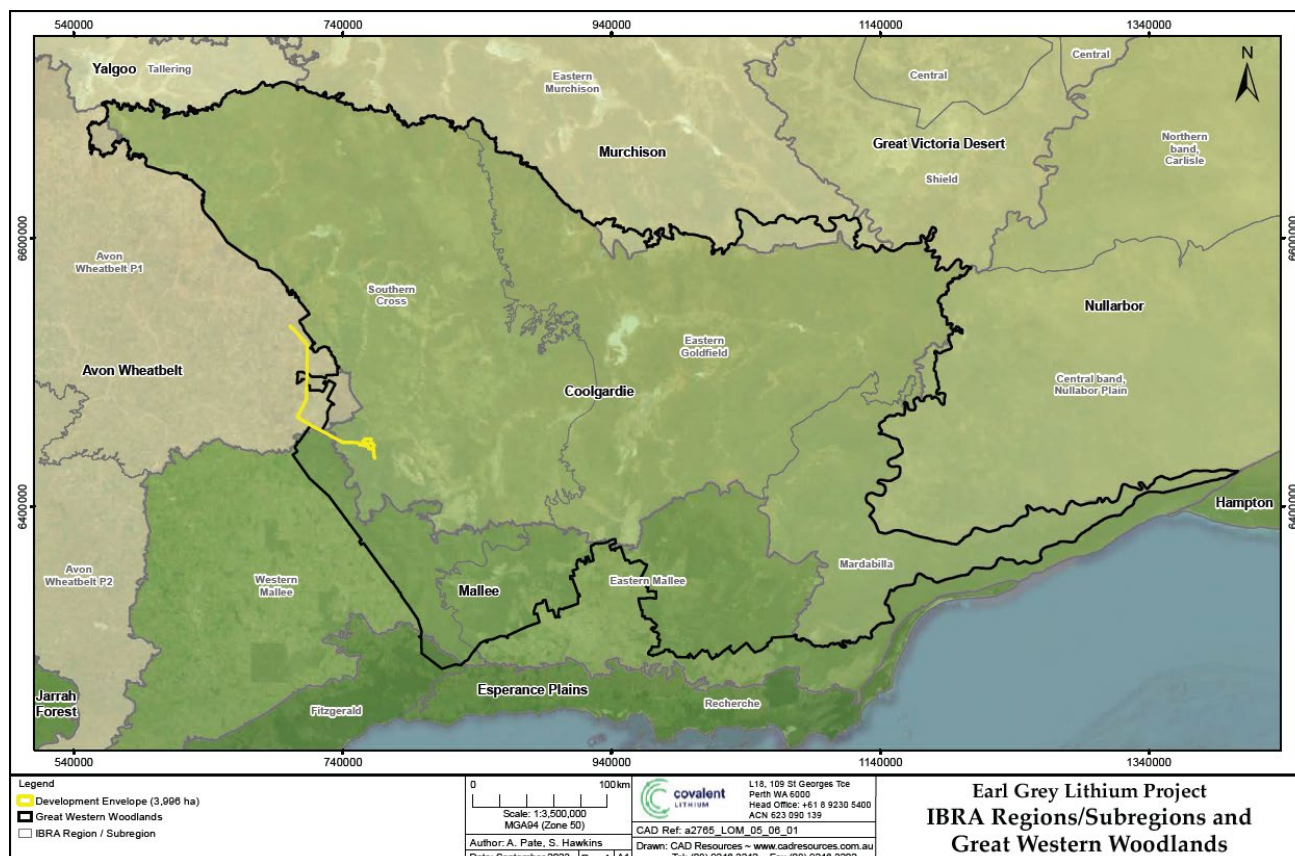 540000
740000
940000
1140000
1340000
Yalgoo
Tallering
Eastern
Murchison
Central
Central
N
Murchison
Great Victoria Desert
Shield
Northern
band,
Carlisle
6600000
6600000
Avon
Wheatbelt P1
Southern
Cross
Nullarbor
Eastern
Goldfield
Avon Wheatbelt
Coolgardie
Central band,
Nullabor Plain
6400000
6400000
Hampton
Avon
Wheatbelt P2
Western
Mallee
Mallee
Eastern Mallee
Mardabilla
Jarrah
Forest
Esperance Plains
Fitzgerald
Recherche
540000
740000
940000
1140000
1340000
Legend
Development Envelope (3,996 ha)
Great Western Woodlands
IBRA Region / Subregion
0 100km
Scale: 1:3,500,000
MGA94 (Zone 50)
Author: A. Pate, S. Hawkins
covalent
LITHIUM
L18, 109 St Georges Tce
Perth WA 6000
Head Office: +61 8 9230 5400
ACN 623 090 139
CAD Ref: a2765_LOM_05_06_01
Drawn: CAD Resources ~ www.cadresources.com.au
Earl Grey Lithium Project
IBRA Regions/Subregions and
Great Western Woodlands